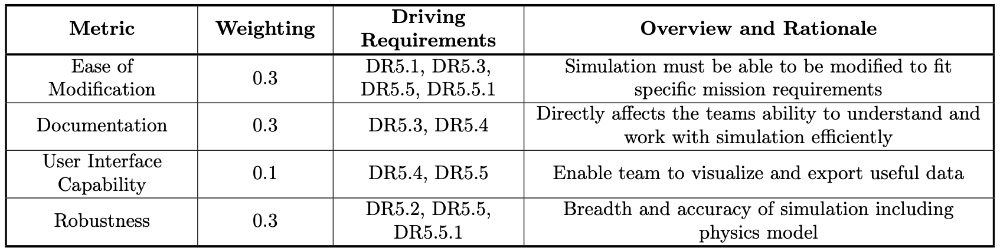 Metric Weighting Driving Requirements Overview and Rationale
Ease of Modification 0.3 DR5.1, DR5.3, DR5.5, DR5.5.1 Simulation must be able to be modified to fit specific mission requirements
Documentation 0.3 DR5.3, DR5.4 Directly affects the teams ability to understand and work with simulation efficiently
User Interface Capability 0.1 DR5.4, DR5.5 Enable team to visualize and export useful data
Robustness 0.3 DR5.2, DR5.5, DR5.5.1 Breadth and accuracy of simulation including physics model